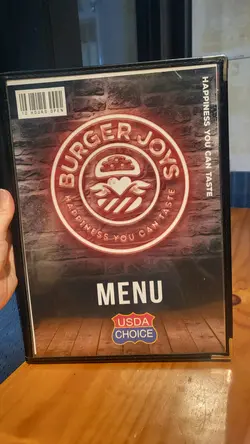 HAPPINESS YOU CAN TASTE
BURGER JOYS
HAPPINESS YOU CAN TASTE
MENU
USDA
CHOICE